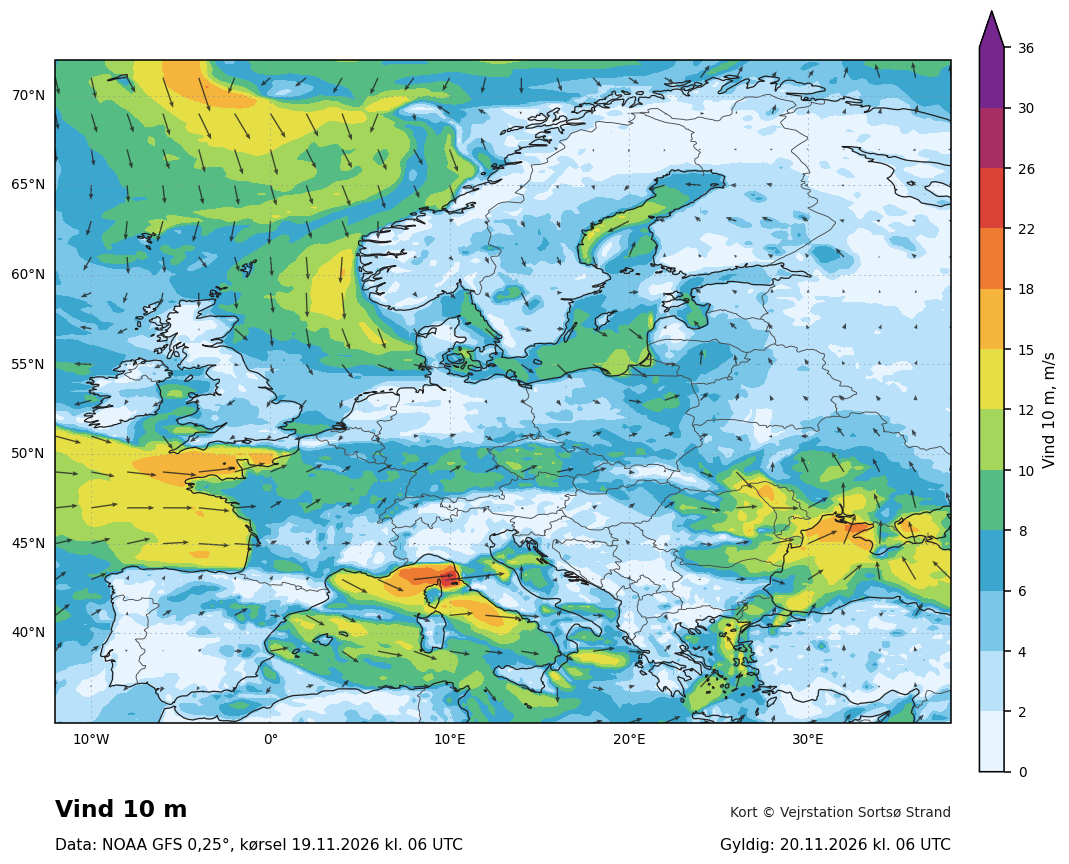 36
30
26
22
18
15
12
10
8
6
4
2
0
Vind 10 m, m/s
70°N
65°N
60°N
55°N
50°N
45°N
40°N
10°W
0°
10°E
20°E
30°E
Vind 10 m
Kort © Vejrstation Sortsø Strand
Data: NOAA GFS 0,25°, kørsel 19.11.2026 kl. 06 UTC
Gyldig: 20.11.2026 kl. 06 UTC